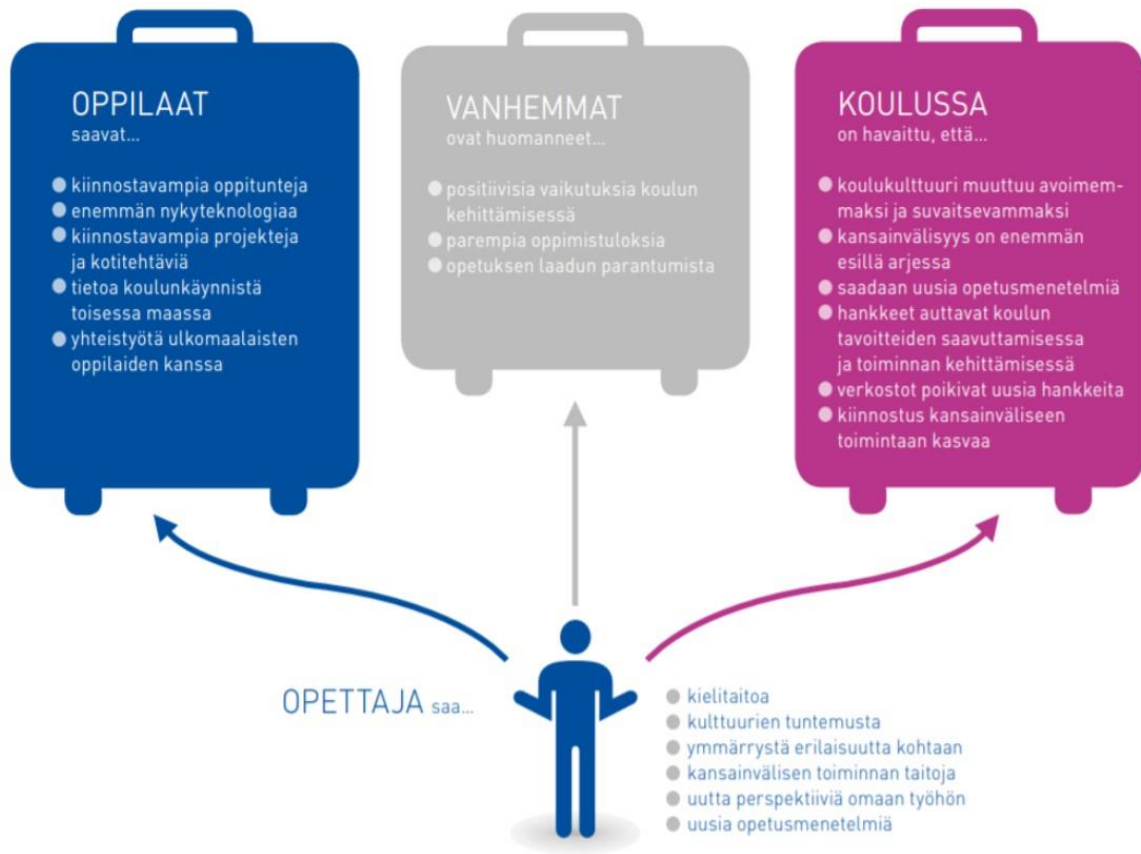 OPPILAAT
saavat...
kiinnostavampia oppitunteja
enemmän nykyteknologiaa
kiinnostavampia projekteja
ja kotitehtäviä
tietoa koulunkäynnistä
toisessa maassa
yhteistyötä ulkomaalaisten
oppilaiden kanssa
VANHEMMAT
ovat huomanneet...
positiivisia vaikutuksia koulun
kehittämisessä
parempia oppimistuloksia
opetuksen laadun parantumista
KOULUSSA
on havaittu, että...
koulukulttuuri muuttuu avoimem-
maksi ja suvaitsevammaksi
kansainvälisyys on enemmän
esillä arjessa
saadaan uusia opetusmenetelmiä
hankkeet auttavat koulun
tavoitteiden saavuttamisessa
ja toiminnan kehittämisessä
verkostot poikivat uusia hankkeita
kiinnostus kansainväliseen
toimintaan kasvaa
OPETTAJA saa...
kielitaitoa
kulttuurien tuntemusta
ymmärrystä erilaisuutta kohtaan
kansainvälisen toiminnan taitoja
uutta perspektiiviä omaan työhön
uusia opetusmenetelmiä